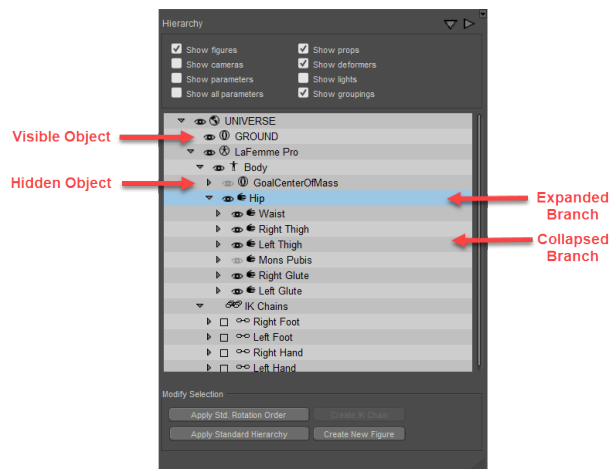 Hierarchy
Show figures
Show props
Show cameras
Show deformers
Show parameters
Show lights
Show all parameters
Show groupings
UNIVERSE
Visible Object
GROUND
LaFemme Pro
Body
Hidden Object
GoalCenterOfMass
Hip
Expanded
Branch
Waist
Right Thigh
Collapsed
Branch
Left Thigh
Mons Pubis
Right Glute
Left Glute
IK Chains
Right Foot
Left Foot
Right Hand
Left Hand
Modify Selection
Apply Std. Rotation Order
Create IK Chain
Apply Standard Hierarchy
Create New Figure